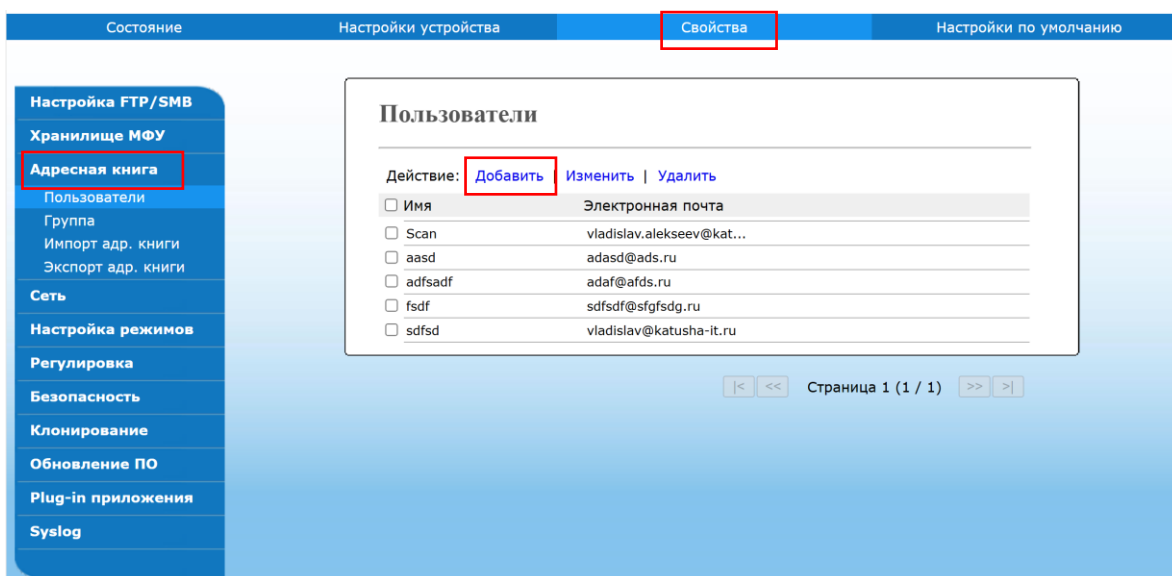 Состояние Настройки устройства Свойства Настройки по умолчанию
Настройка FTP/SMB
Хранилище МФУ
Адресная книга
Пользователи
Группа
Импорт адр. книги
Экспорт адр. книги
Сеть
Настройка режимов
Регулировка
Безопасность
Клонирование
Обновление ПО
Plug-in приложения
Syslog
Пользователи
Действие: Добавить | Изменить | Удалить
Имя Электронная почта
Scan vladislav.alekseev@kat...
aasd adasd@ads.ru
adfsadf adaf@afds.ru
fsdf sdfsdf@sfgfsdg.ru
sdfsd vladislav@katusha-it.ru
|< << Страница 1 (1 / 1) >> >|